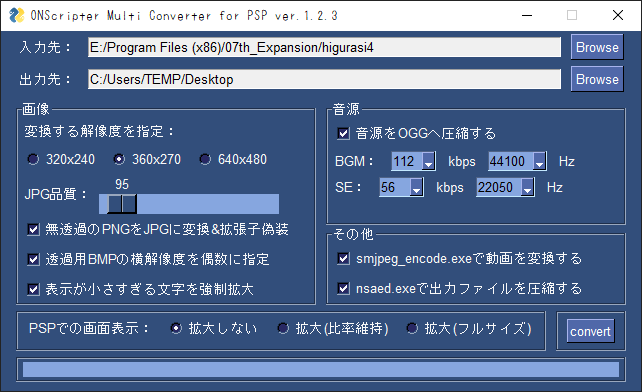 ONScripter Multi Converter for PSP ver.1.2.3
入力先： E:/Program Files (x86)/07th_Expansion/higurasi4 Browse
出力先： C:/Users/TEMP/Desktop Browse
画像
変換する解像度を指定：
320x240 360x270 640x480
95
JPG品質：
無透過のPNGをJPGに変換&拡張子偽装
透過用BMPの横解像度を偶数に指定
表示が小さすぎる文字を強制拡大
音源
音源をOGGへ圧縮する
BGM： 112 kbps 44100 Hz
SE： 56 kbps 22050 Hz
その他
smjpeg_encode.exeで動画を変換する
nsaed.exeで出力ファイルを圧縮する
PSPでの画面表示： 拡大しない 拡大(比率維持) 拡大(フルサイズ)
convert